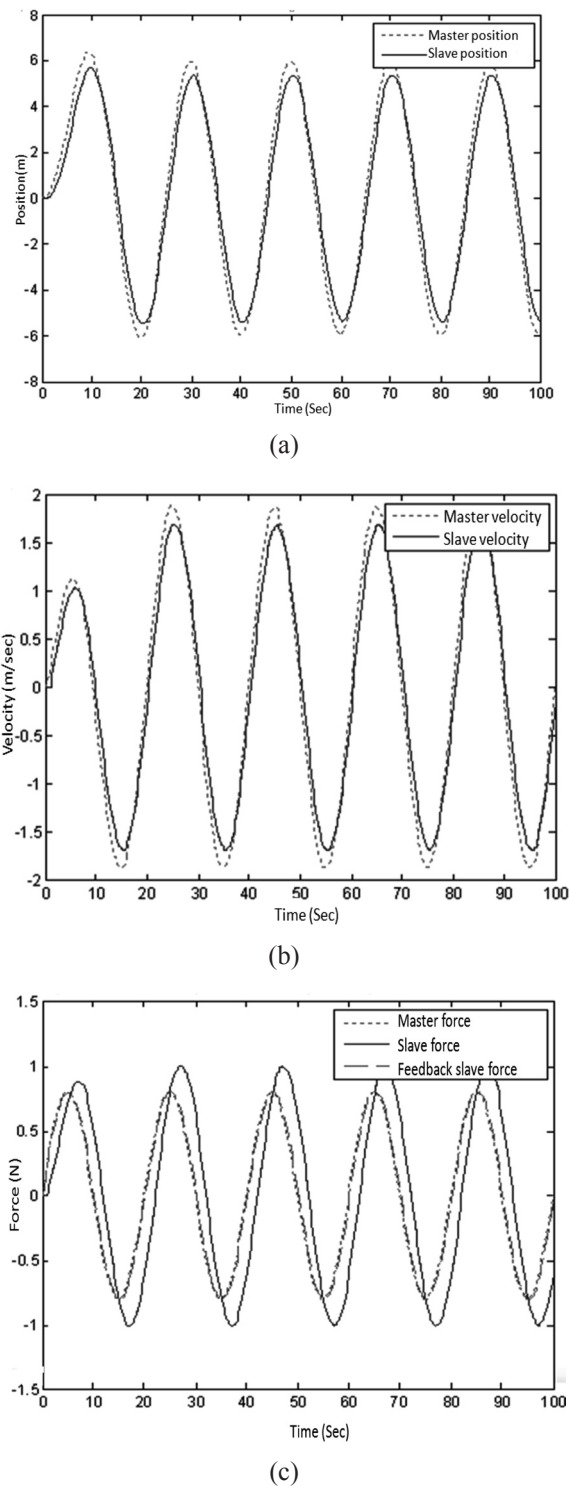 8
Master position
Slave position
6
4
2
0
-2
-4
-6
-8
Position(m)
0 10 20 30 40 50 60 70 80 90 100
Time (Sec)
(a)
2
Master velocity
Slave velocity
1.5
1
0.5
0
-0.5
-1
-1.5
-2
Velocity (m/sec)
0 10 20 30 40 50 60 70 80 90 100
Time (Sec)
(b)
1.5
Master force
Slave force
Feedback slave force
1
0.5
0
-0.5
-1
-1.5
Force (N)
0 10 20 30 40 50 60 70 80 90 100
Time (Sec)
(c)